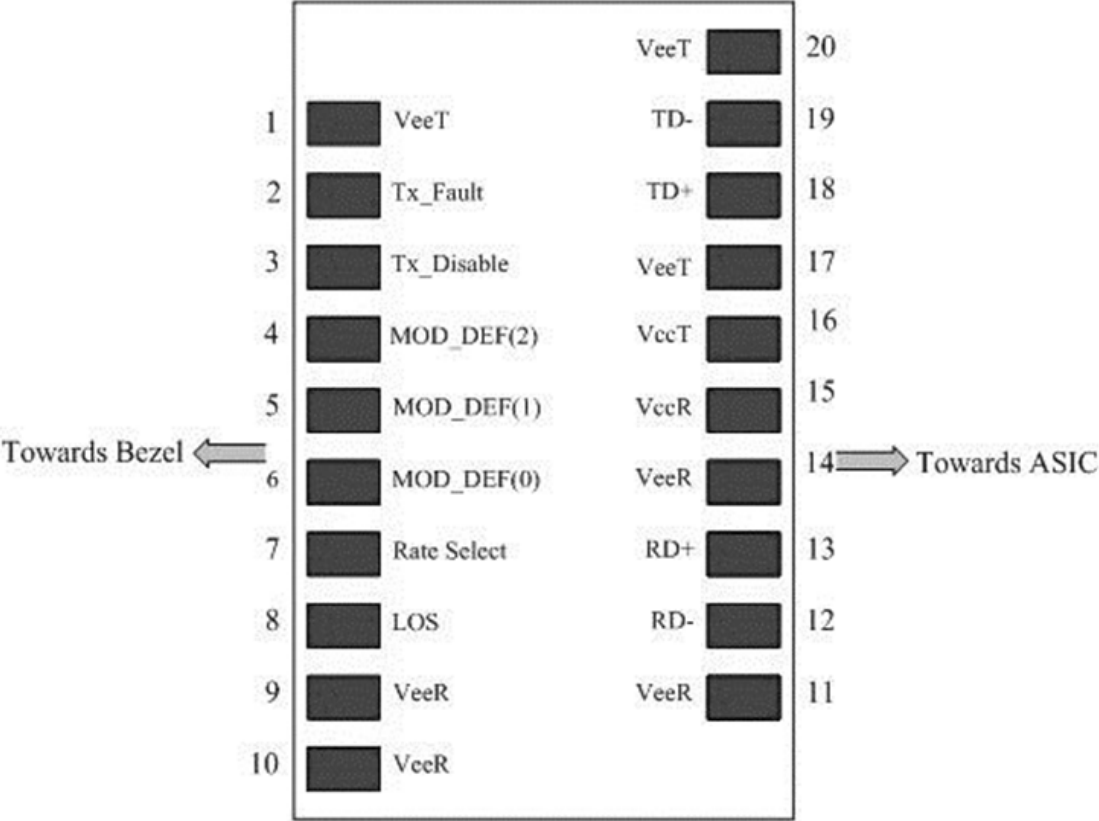 VeeT 20
1 VeeT TD- 19
2 Tx_Fault TD+ 18
3 Tx_Disable VeeT 17
4 MOD_DEF(2) VccT 16
5 MOD_DEF(1) VccR 15
Towards Bezel
6 MOD_DEF(0) VeeR 14 Towards ASIC
7 Rate Select RD+ 13
8 LOS RD- 12
9 VeeR VeeR 11
10 VeeR